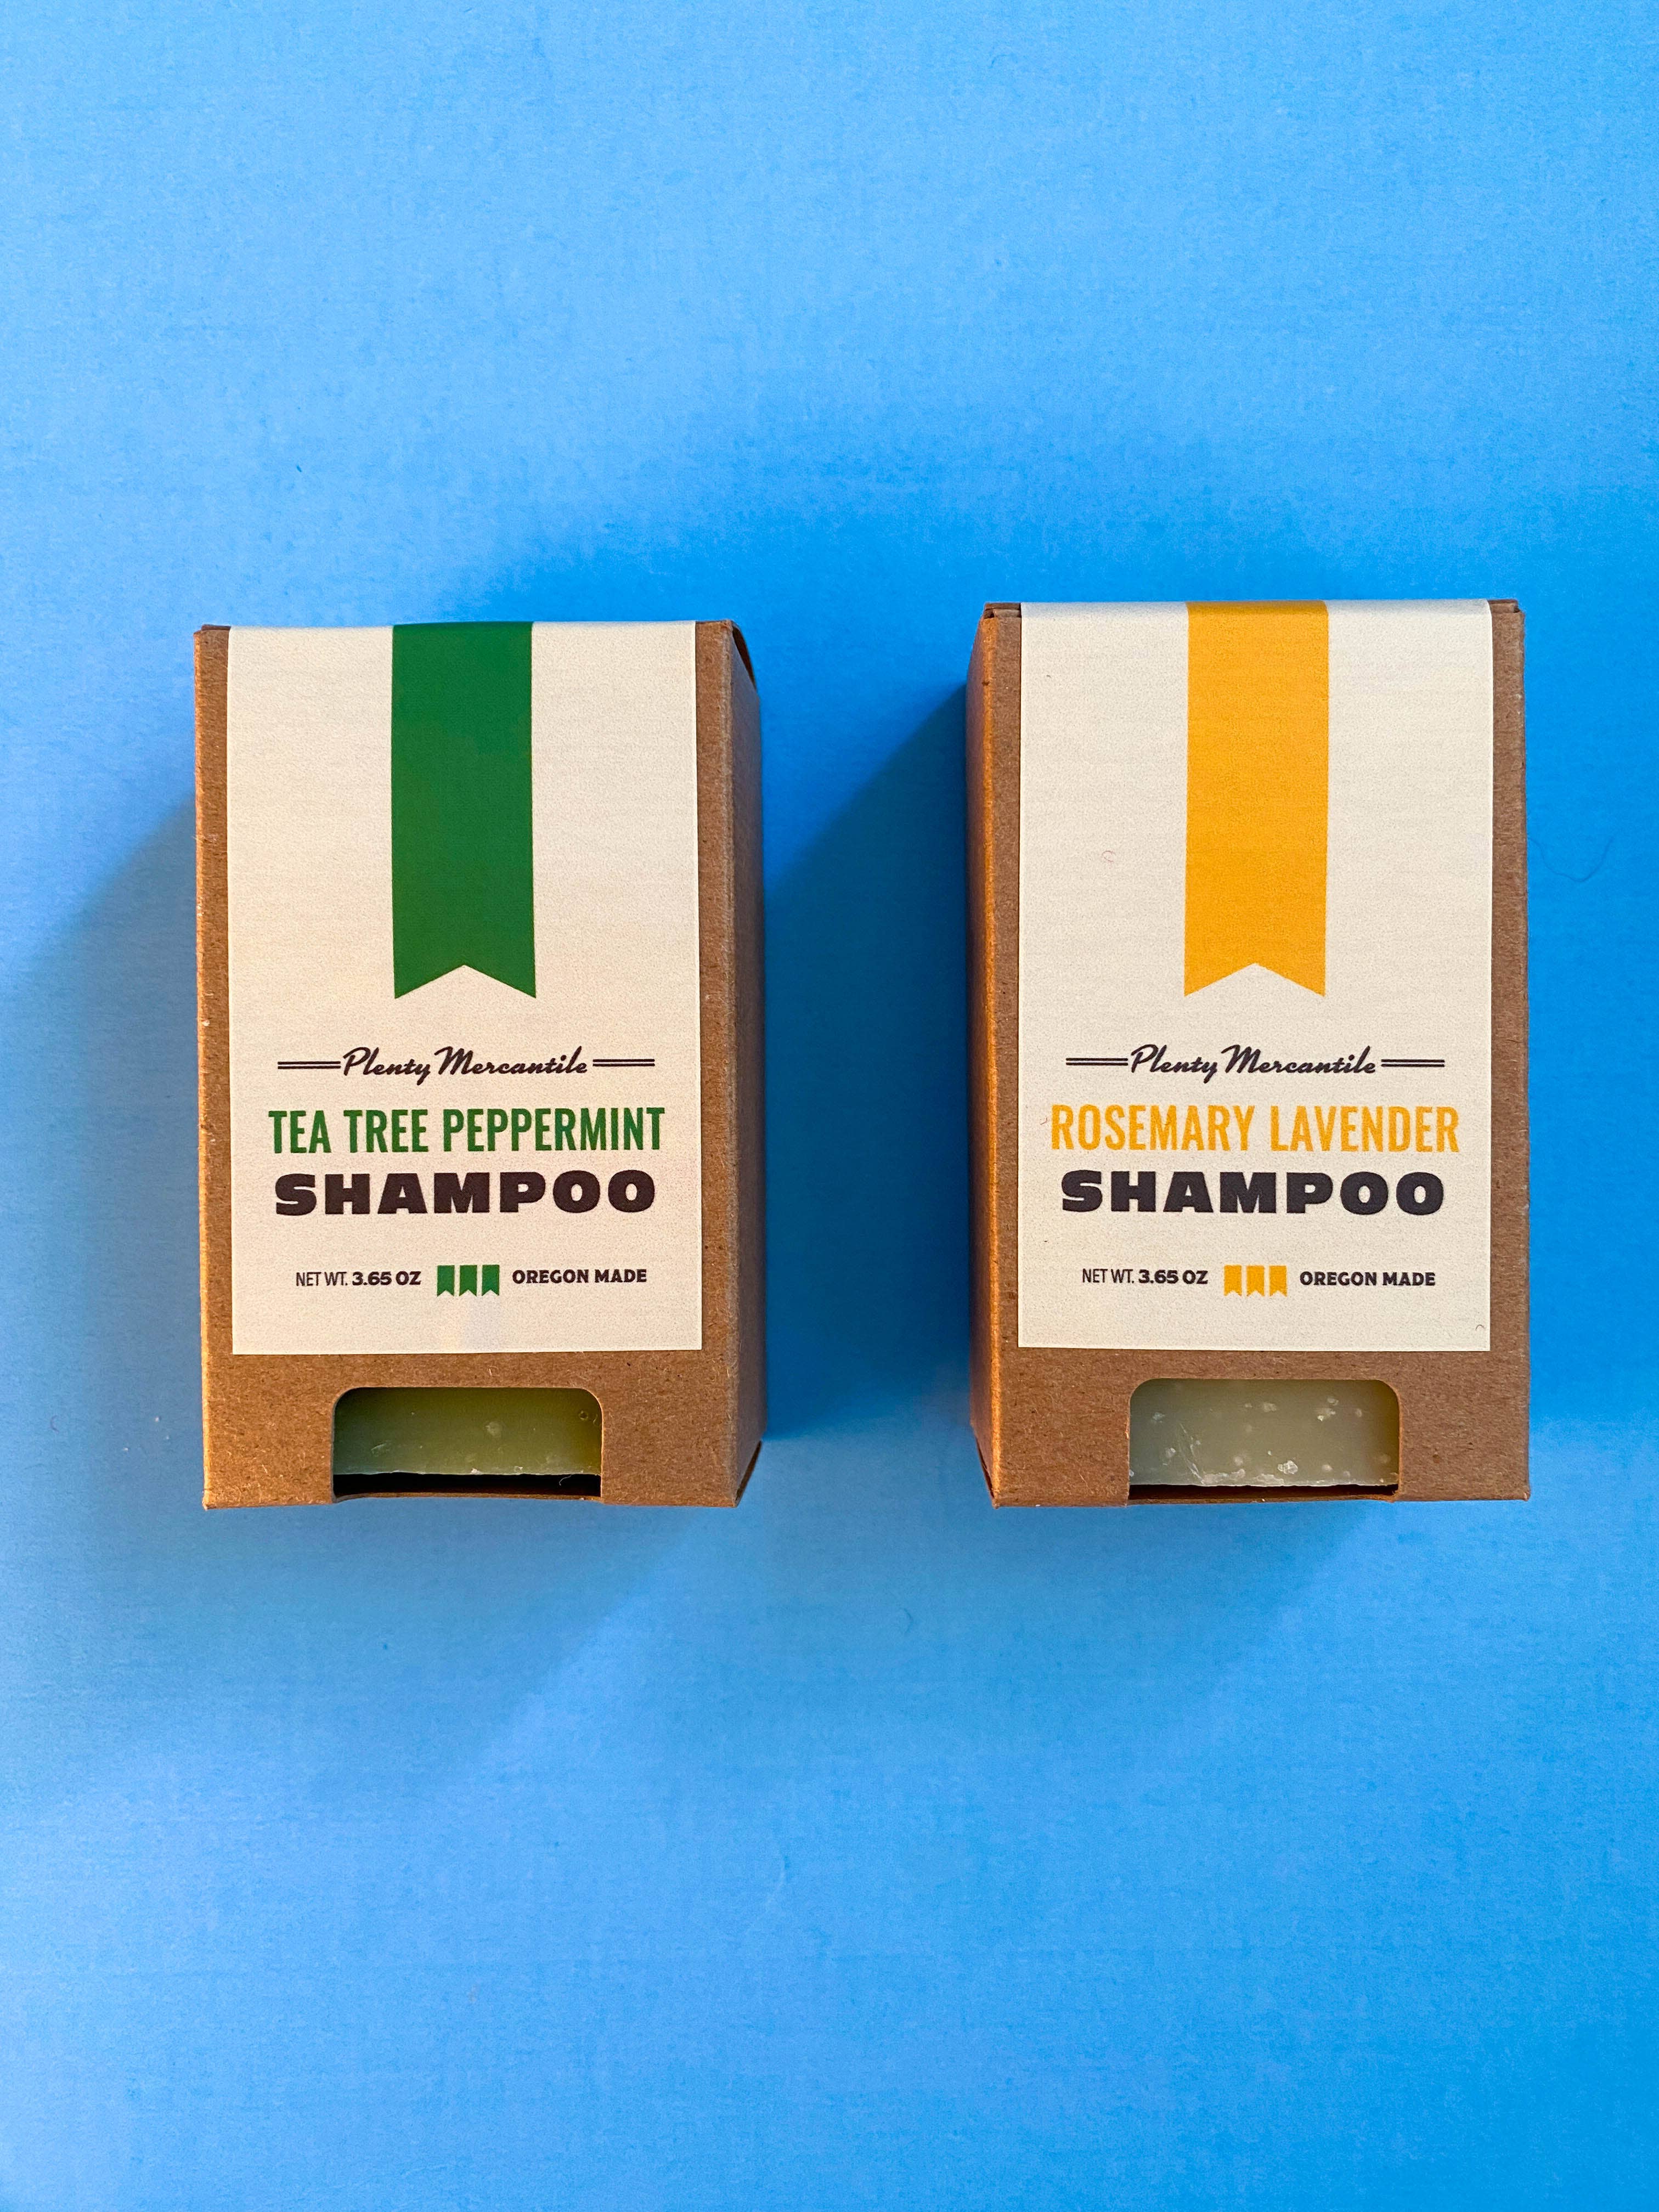 Plenty Mercantile
TEA TREE PEPPERMINT
SHAMPOO
NET WT. 3.65 OZ OREGON MADE
Plenty Mercantile
ROSEMARY LAVENDER
SHAMPOO
NET WT. 3.65 OZ OREGON MADE